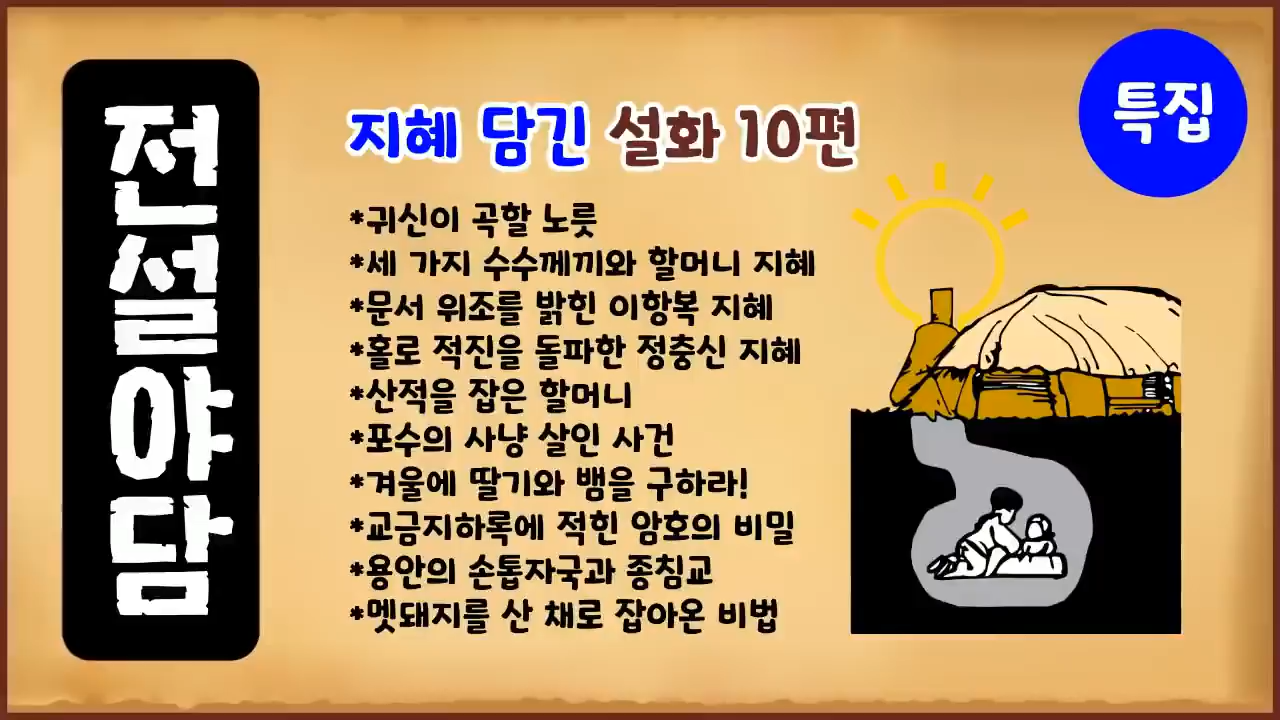 전설야담
특집
지혜 담긴 설화 10편
*귀신이 곡할 노릇
*세 가지 수수께끼와 할머니 지혜
*문서 위조를 밝힌 이항복 지혜
*홀로 적진을 돌파한 정충신 지혜
*산적을 잡은 할머니
*포수의 사냥 살인 사건
*겨울에 딸기와 뱀을 구하라!
*교금지하록에 적힌 암호의 비밀
*용안의 손톱자국과 종침교
*멧돼지를 산 채로 잡아온 비법